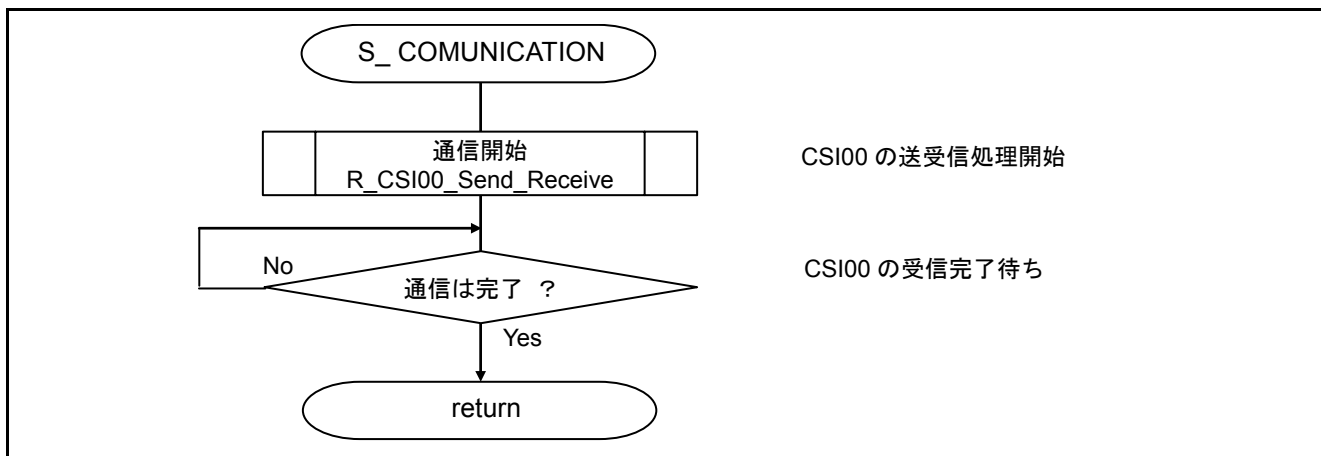 S_ COMUNICATION
通信開始
R_CSI00_Send_Receive
CSI00 の送受信処理開始
No
通信は完了 ？
CSI00 の受信完了待ち
Yes
return